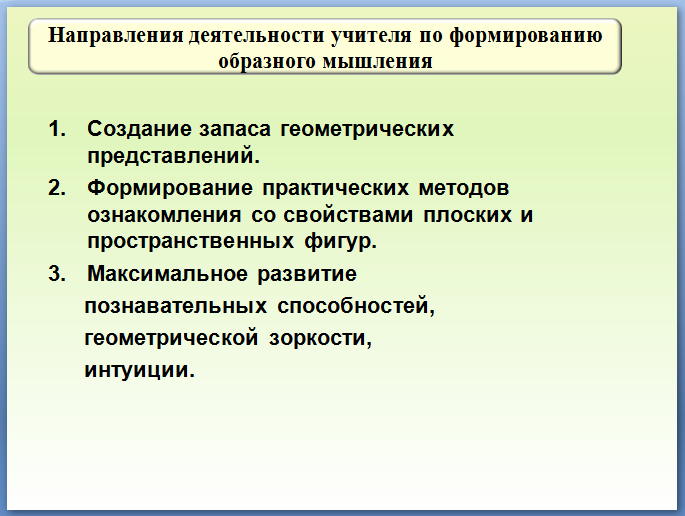 Направления деятельности учителя по формированию
образного мышления
1. Создание запаса геометрических
представлений.
2. Формирование практических методов
ознакомления со свойствами плоских и
пространственных фигур.
3. Максимальное развитие
познавательных способностей,
геометрической зоркости,
интуиции.